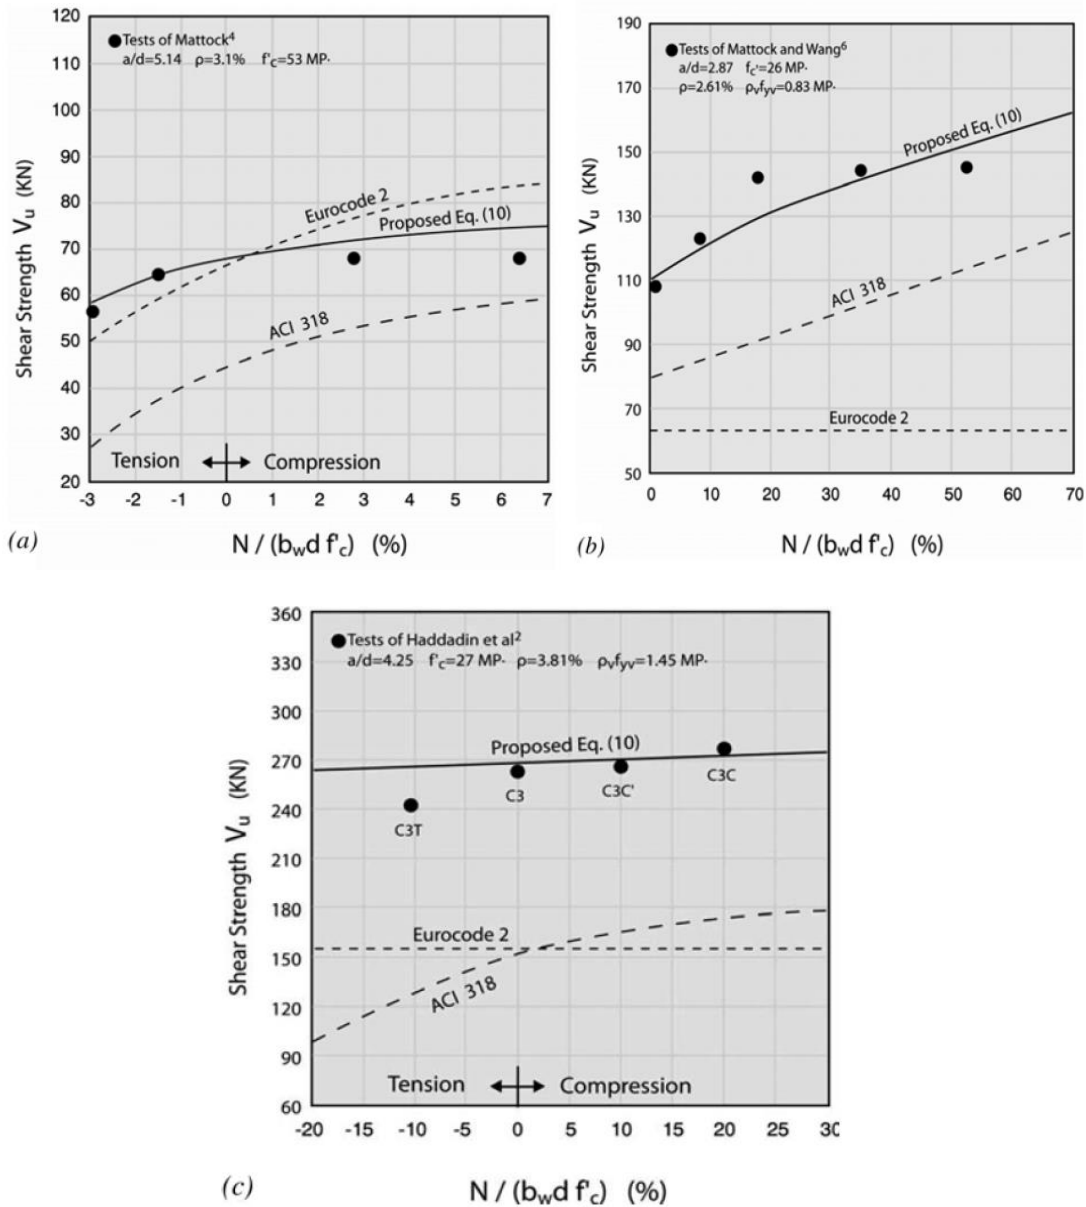 120
110
100
90
80
70
60
50
40
30
20
Shear Strength Vu (KN)
Tests of Mattock⁴
a/d=5.14 ρ=3.1% f'c=53 MP.
Eurocode 2
Proposed Eq. (10)
ACI 318
Tension Compression
-3 -2 -1 0 1 2 3 4 5 6 7
(a) N / (bwd f'c) (%)
190
170
150
130
110
90
70
50
Shear Strength Vu (KN)
Tests of Mattock and Wang⁶
a/d=2.87 fc'=26 MP.
ρ=2.61% ρvfyv=0.83 MP.
Proposed Eq. (10)
ACI 318
Eurocode 2
0 10 20 30 40 50 60 70
(b) N / (bwd f'c) (%)
360
330
300
270
240
210
180
150
120
90
60
Shear Strength Vu (KN)
Tests of Haddadin et al²
a/d=4.25 f'c=27 MP. ρ=3.81% ρvfyv=1.45 MP.
Proposed Eq. (10)
C3T
C3
C3C'
C3C
Eurocode 2
ACI 318
Tension Compression
-20 -15 -10 -5 0 5 10 15 20 25 30
(c) N / (bwd f'c) (%)